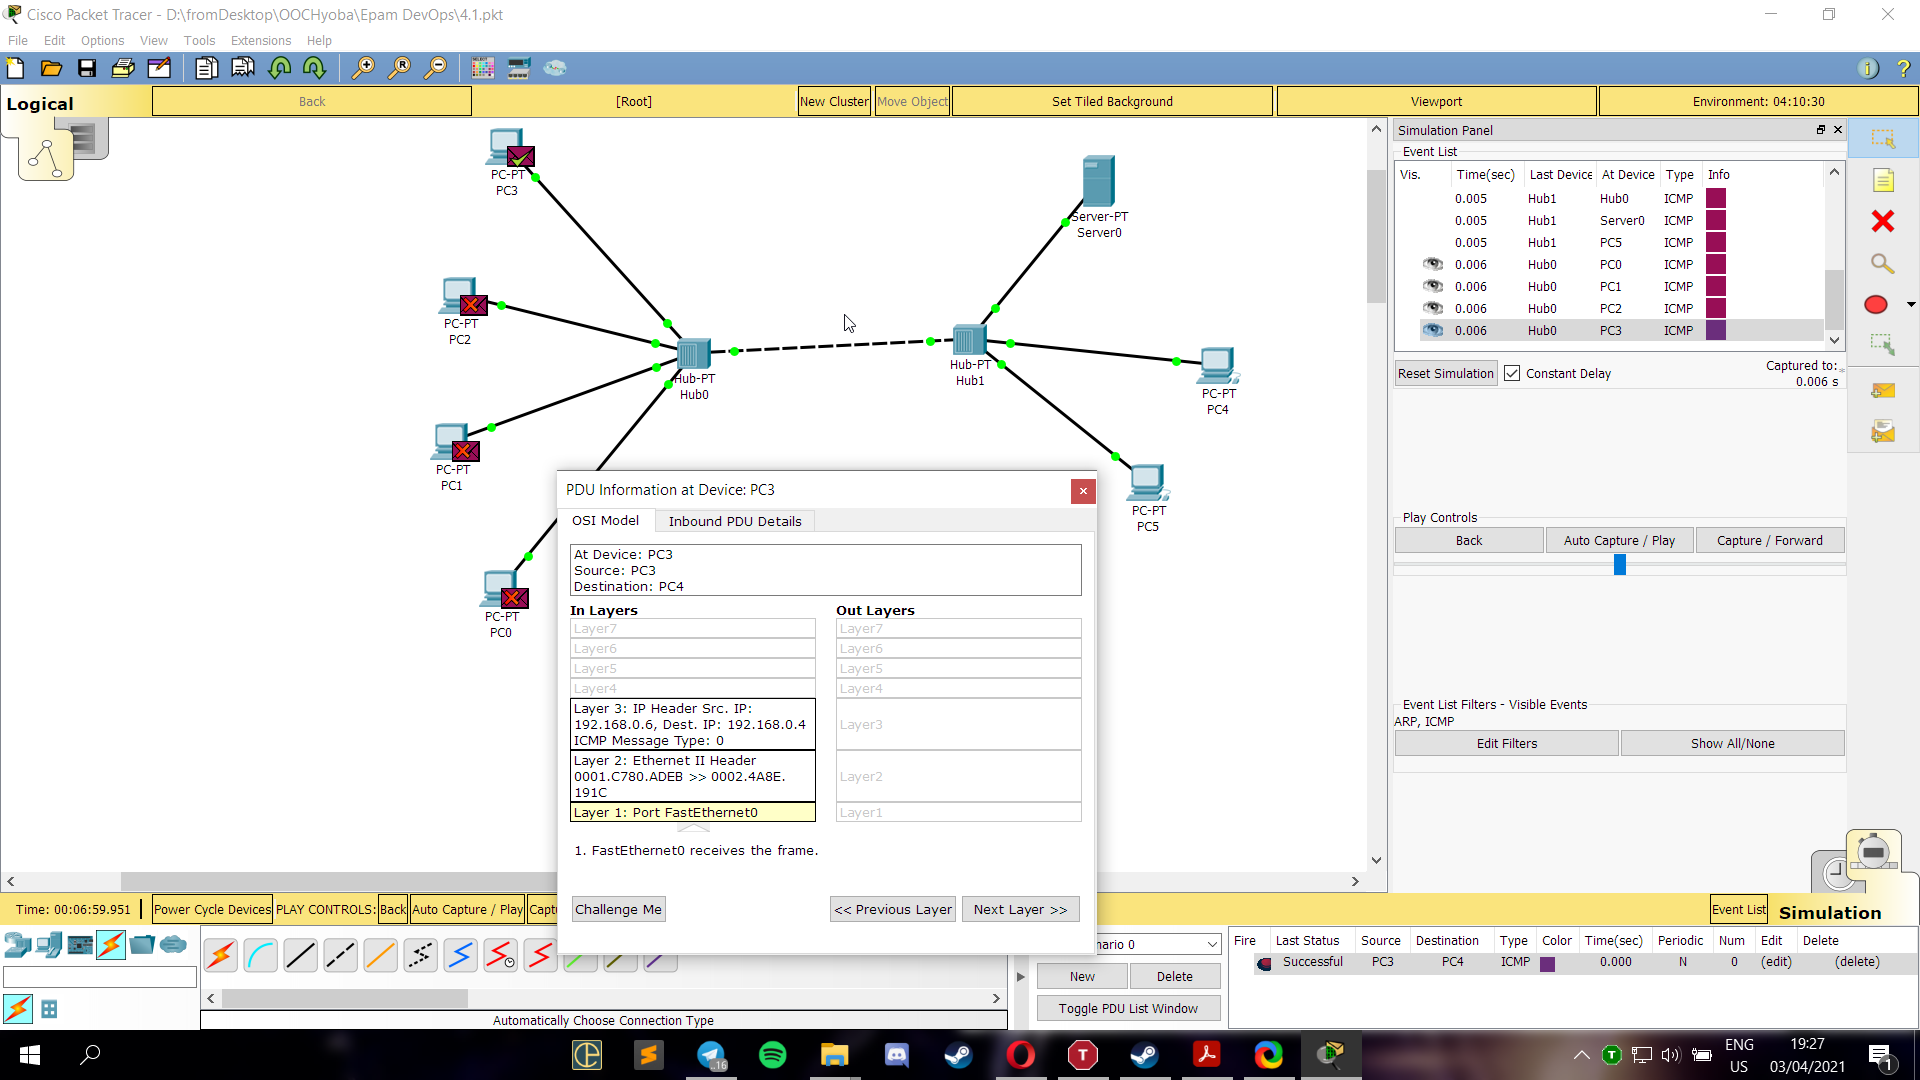 Cisco Packet Tracer - D:\fromDesktop\OOCHyoba\Epam DevOps\4.1.pkt
File Edit Options View Tools Extensions Help
Logical
Back
[Root]
New Cluster
Move Object
Set Tiled Background
Viewport
Environment: 04:10:30
PC-PT
PC3
Server-PT
Server0
PC-PT
PC2
Hub-PT
Hub0
Hub-PT
Hub1
PC-PT
PC4
PC-PT
PC1
PC-PT
PC5
PC-PT
PC0
Simulation Panel
Event List
Vis. Time(sec) Last Device At Device Type Info
0.005 Hub1 Hub0 ICMP
0.005 Hub1 Server0 ICMP
0.005 Hub1 PC5 ICMP
0.006 Hub0 PC0 ICMP
0.006 Hub0 PC1 ICMP
0.006 Hub0 PC2 ICMP
0.006 Hub0 PC3 ICMP
Reset Simulation
Constant Delay
Captured to:
0.006 s
Play Controls
Back
Auto Capture / Play
Capture / Forward
Event List Filters - Visible Events
ARP, ICMP
Edit Filters
Show All/None
PDU Information at Device: PC3
OSI Model
Inbound PDU Details
At Device: PC3
Source: PC3
Destination: PC4
In Layers
Out Layers
Layer7
Layer7
Layer6
Layer6
Layer5
Layer5
Layer4
Layer4
Layer 3: IP Header Src. IP:
192.168.0.6, Dest. IP: 192.168.0.4
ICMP Message Type: 0
Layer3
Layer 2: Ethernet II Header
0001.C780.ADEB >> 0002.4A8E.
191C
Layer2
Layer 1: Port FastEthernet0
Layer1
1. FastEthernet0 receives the frame.
Challenge Me
<< Previous Layer
Next Layer >>
Time: 00:06:59.951
Power Cycle Devices
PLAY CONTROLS:
Back
Auto Capture / Play
Captu
Event List
Simulation
nario 0
New
Delete
Toggle PDU List Window
Fire Last Status Source Destination Type Color Time(sec) Periodic Num Edit Delete
Successful PC3 PC4 ICMP 0.000 N 0 (edit) (delete)
Automatically Choose Connection Type
..16
T
T
ENG
US
19:27
03/04/2021
1